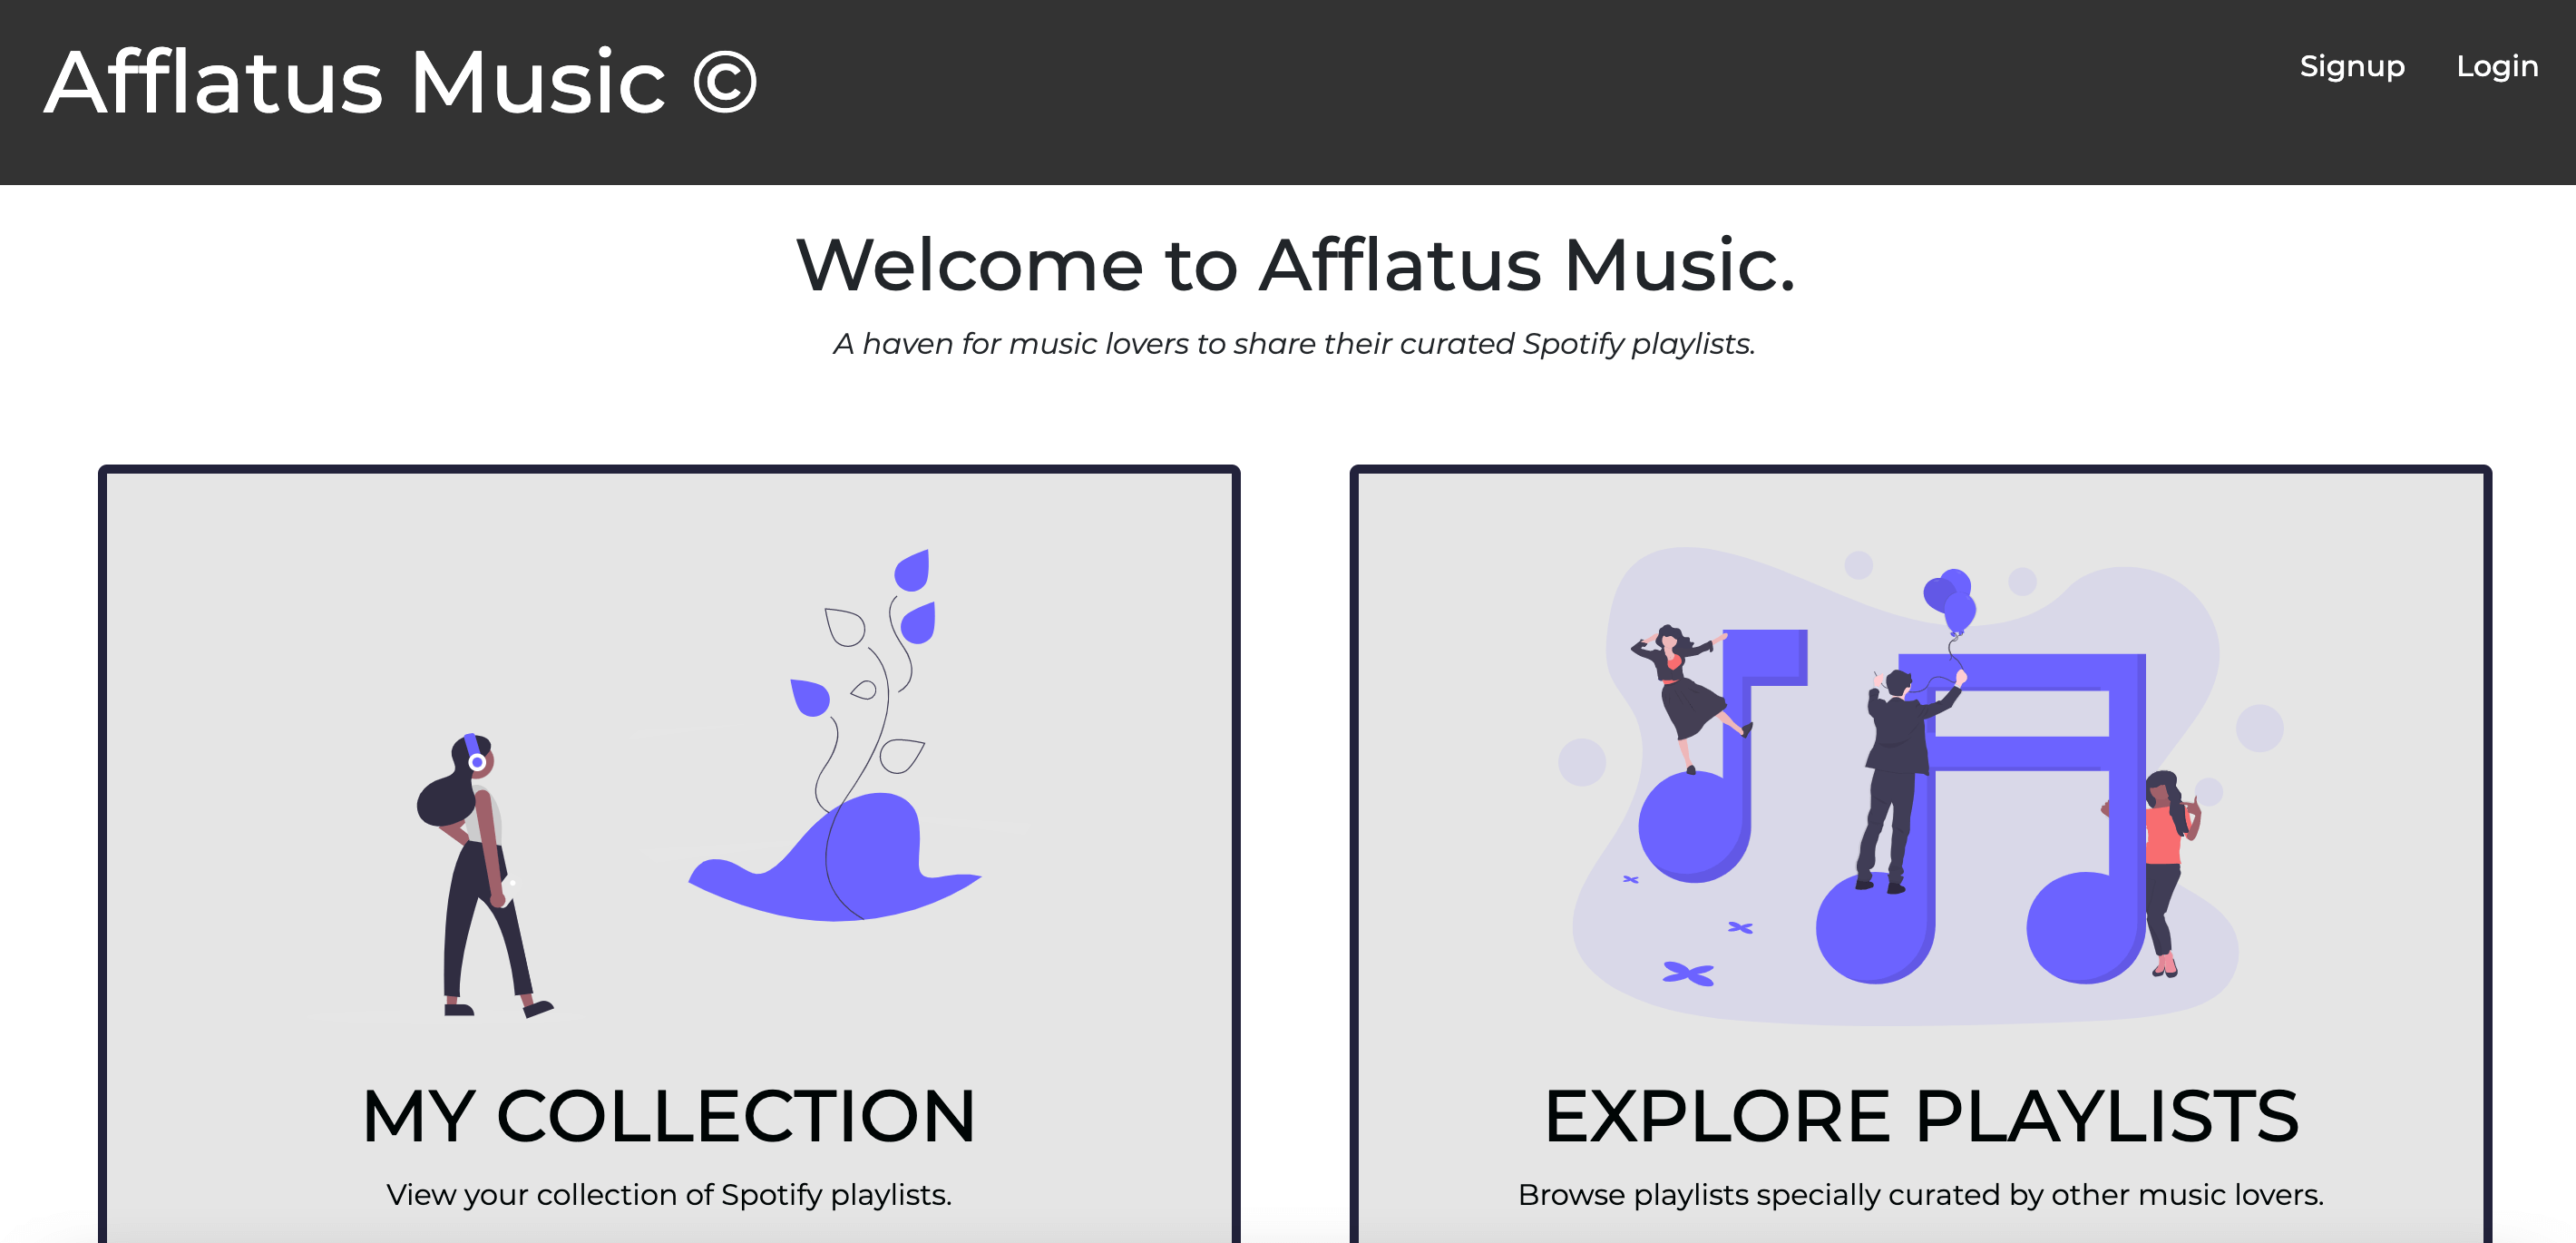 Afflatus Music ©
Signup
Login
Welcome to Afflatus Music.
A haven for music lovers to share their curated Spotify playlists.
MY COLLECTION
View your collection of Spotify playlists.
EXPLORE PLAYLISTS
Browse playlists specially curated by other music lovers.